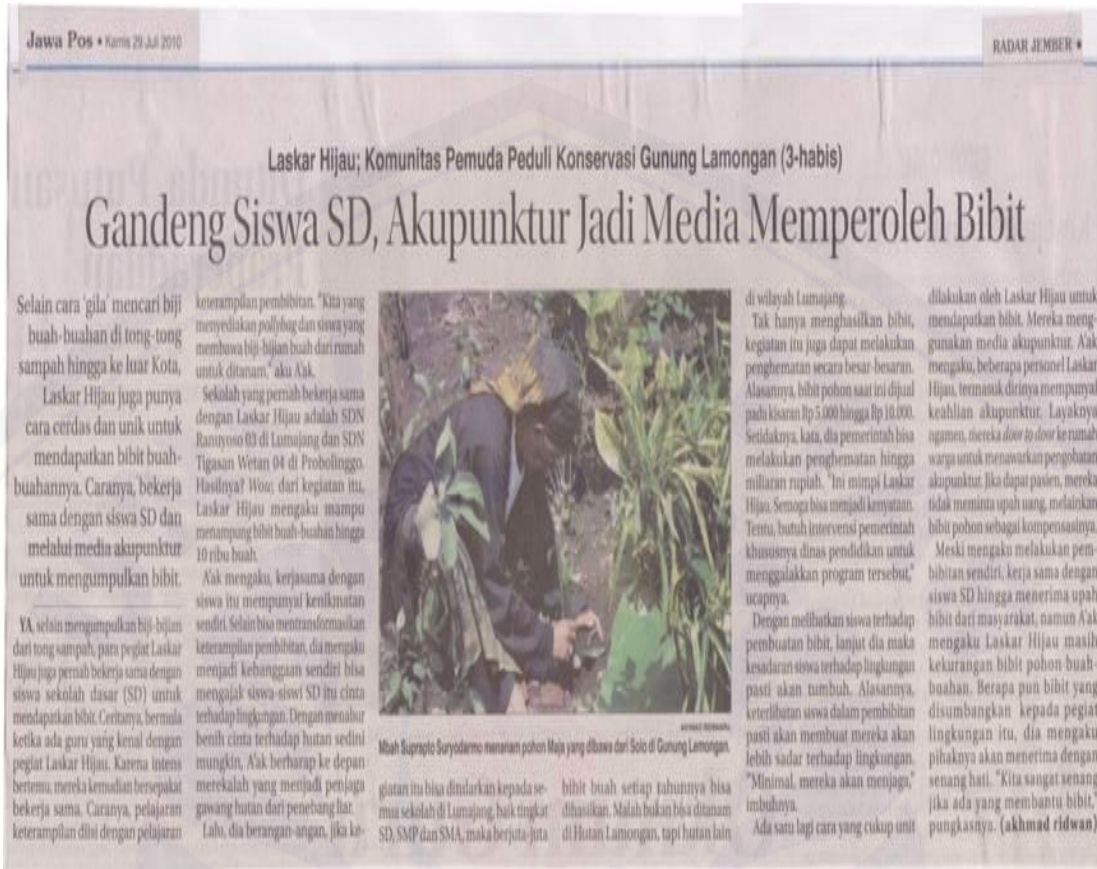 Jawa Pos • Kamis 29 Juli 2010
RADAR JEMBER •
Laskar Hijau; Komunitas Pemuda Peduli Konservasi Gunung Lamongan (3-habis)
Gandeng Siswa SD, Akupunktur Jadi Media Memperoleh Bibit
Selain cara 'gila' mencari biji
buah-buahan di tong-tong
sampah hingga ke luar Kota,
Laskar Hijau juga punya
cara cerdas dan unik untuk
mendapatkan bibit buah-
buahannya. Caranya, bekerja
sama dengan siswa SD dan
melalui media akupunktur
untuk mengumpulkan bibit.
YA, selain mengumpulkan biji-bijian
dari tong sampah, para pegiat Laskar
Hijau juga pernah bekerja sama dengan
siswa sekolah dasar (SD) untuk
mendapatkan bibit. Ceritanya, bermula
ketika ada guru yang kenal dengan
pegiat Laskar Hijau. Karena intens
bertemu, mereka kemudian bersepakat
bekerja sama. Caranya, pelajaran
keterampilan diisi dengan pelajaran
keterampilan pembibitan. "Kita yang
menyediakan pollybag dan siswa yang
membawa biji-bijian buah dari rumah
untuk ditanam," aku A'ak.
Sekolah yang pernah bekerja sama
dengan Laskar Hijau adalah SDN
Ranuyoso 03 di Lumajang dan SDN
Tigasan Wetan 04 di Probolinggo.
Hasilnya? Wow, dari kegiatan itu,
Laskar Hijau mengaku mampu
menampung bibit buah-buahan hingga
10 ribu buah.
A'ak mengaku, kerjasama dengan
siswa itu mempunyai kenikmatan
sendiri. Selain bisa mentransformasikan
keterampilan pembibitan, dia mengaku
menjadi kebanggaan sendiri bisa
mengajak siswa-siswi SD itu cinta
terhadap lingkungan. Dengan menabur
benih cinta terhadap hutan sedini
mungkin, A'ak berharap ke depan
merekalah yang menjadi penjaga
gawang hutan dari penebang liar.
Lalu, dia berangan-angan, jika ke-
Mbah Suprapto Suryodarmo menanam pohon Maja yang dibawa dari Solo di Gunung Lemongan.
giatan itu bisa ditularkan kepada se-
mua sekolah di Lumajang, baik tingkat
SD, SMP dan SMA, maka berjuta-juta
bibit buah setiap tahunnya bisa
dihasilkan. Malah bukan bisa ditanam
di Hutan Lamongan, tapi hutan lain
di wilayah Lumajang.
Tak hanya menghasilkan bibit,
kegiatan itu juga dapat melakukan
penghematan secara besar-besaran.
Alasannya, bibit pohon saat ini dijual
pada kisaran Rp 5.000 hingga Rp 10.000.
Setidaknya, kata, dia pemerintah bisa
melakukan penghematan hingga
miliaran rupiah. "Ini mimpi Laskar
Hijau. Semoga bisa menjadi kenyataan.
Tentu, butuh intervensi pemerintah
khususnya dinas pendidikan untuk
menggalakkan program tersebut,"
ucapnya.
Dengan melibatkan siswa terhadap
pembuatan bibit, lanjut dia maka
kesadaran siswa terhadap lingkungan
pasti akan tumbuh. Alasannya,
keterlibatan siswa dalam pembibitan
pasti akan membuat mereka akan
lebih sadar terhadap lingkungan.
"Minimal, mereka akan menjaga,"
imbuhnya.
Ada satu lagi cara yang cukup unit
dilakukan oleh Laskar Hijau untuk
mendapatkan bibit. Mereka meng-
gunakan media akupunktur. A'ak
mengaku, beberapa personel Laskar
Hijau, termasuk dirinya mempunyai
keahlian akupunktur. Layaknya
ngamen, mereka door to door ke rumah
warga untuk menawarkan pengobatan
akupunktur. Jika dapat pasien, mereka
tidak meminta upah uang, melainkan
bibit pohon sebagai kompensasinya.
Meski mengaku melakukan pem-
bibitan sendiri, kerja sama dengan
siswa SD hingga menerima upah
bibit dari masyarakat, namun A'ak
mengaku Laskar Hijau masih
kekurangan bibit pohon buah-
buahan. Berapa pun bibit yang
disumbangkan kepada pegiat
lingkungan itu, dia mengaku
pihaknya akan menerima dengan
senang hati. "Kita sangat senang
jika ada yang membantu bibit,"
pungkasnya. (akhmad ridwan)